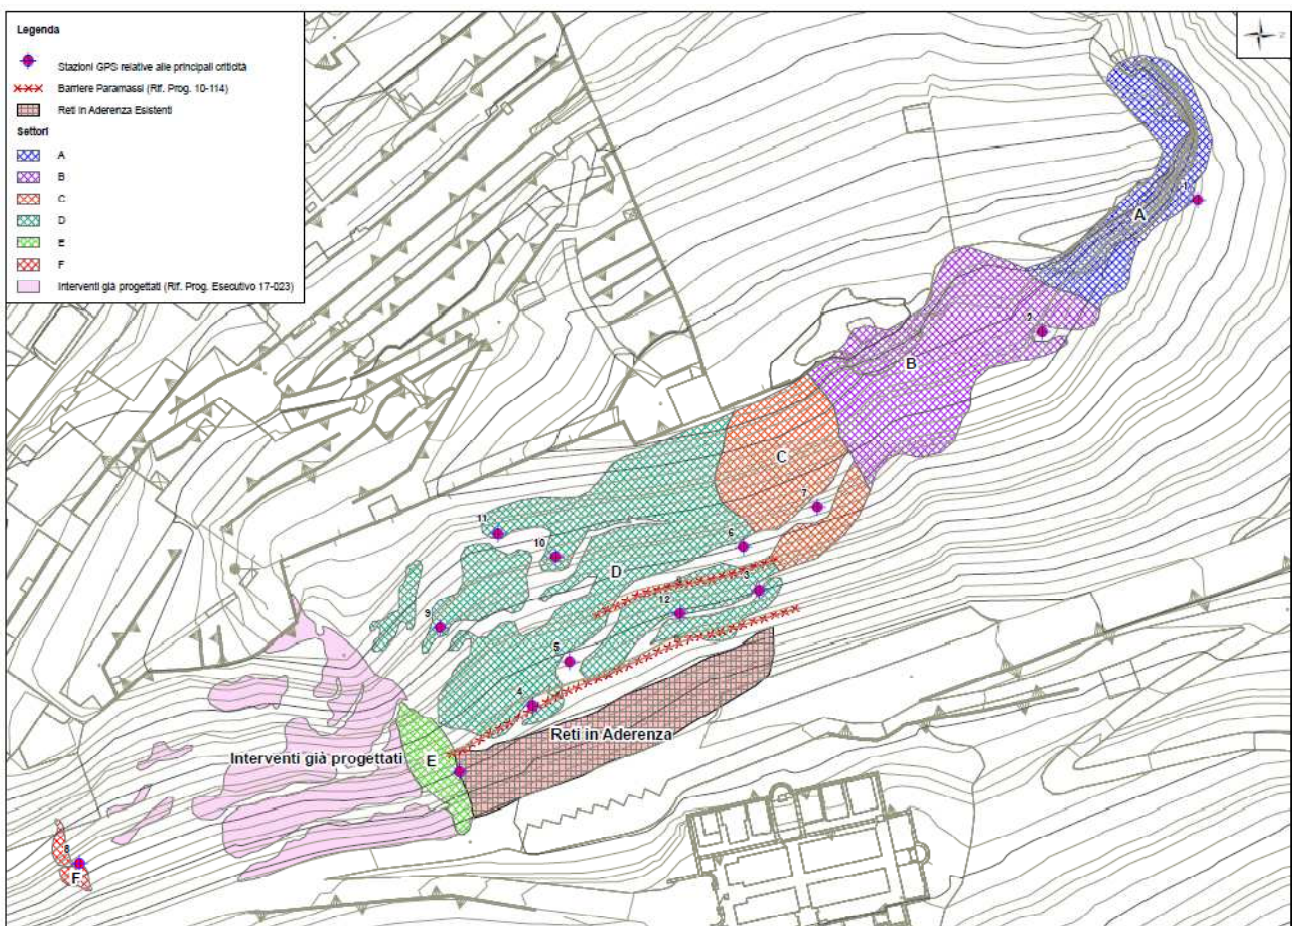 Legenda
Stazioni GPS relative alle principali criticità
Barriere Paramassi (Rif. Prog. 10-114)
Reti in Aderenza Esistenti
Settori
A
B
C
D
E
F
Interventi già progettati (Rif. Prog. Esecutivo 17-023)
Z
1
A
2
B
C
7
11
10
6
D
3
12
9
5
4
Reti in Aderenza
Interventi già progettati
E
8
F